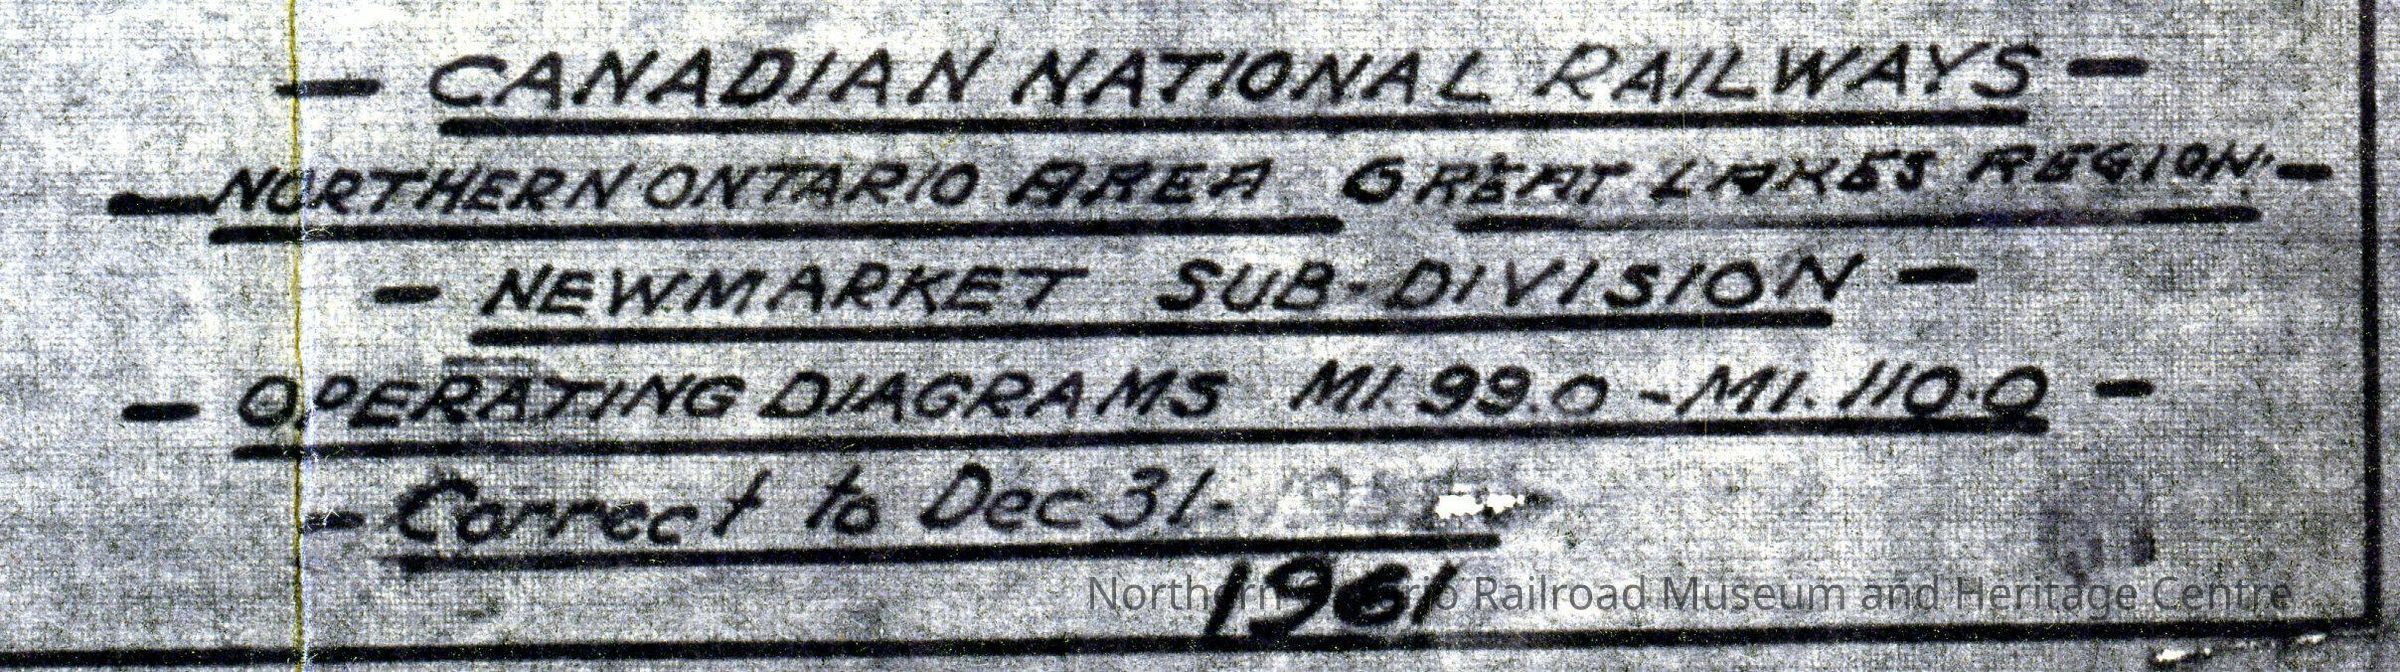 - CANADIAN NATIONAL RAILWAYS -
- NORTHERN ONTARIO AREA GREAT LAKES REGION. -
- NEWMARKET SUB-DIVISION -
- OPERATING DIAGRAMS MI. 99.0 - MI. 110.0 -
- Correct to Dec 31-
1961
Northern Ontario Railroad Museum and Heritage Centre